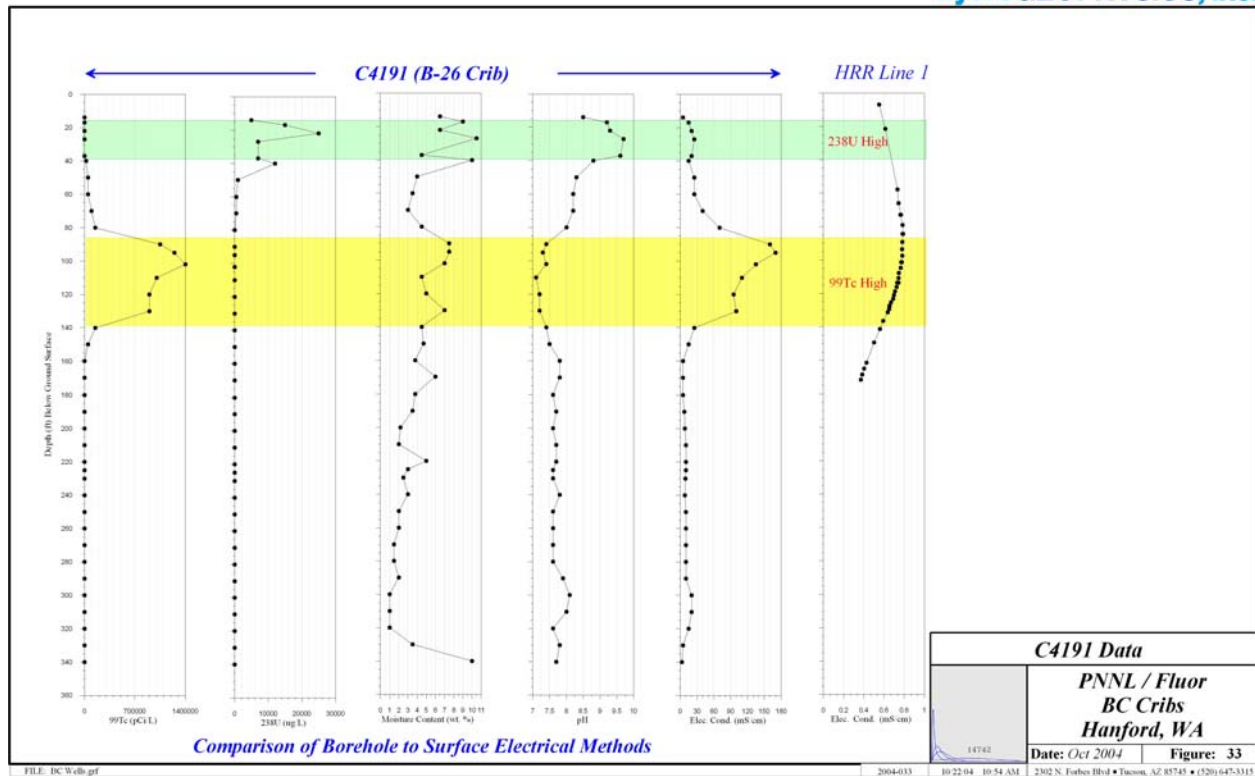 C4191 (B-26 Crib)
HRR Line 1
0
20
40
60
80
100
120
140
160
180
200
220
240
260
280
300
320
340
360
Depth (ft) Below Ground Surface
238U High
99Tc High
0 700000 1400000
99Tc (pCi/L)
0 10000 20000 30000
238U (ng/L)
0 1 2 3 4 5 6 7 8 9 10 11
Moisture Content (wt. %)
7 7.5 8 8.5 9 9.5 10
pH
0 30 60 90 120 150 180
Elec. Cond. (mS/cm)
0 0.2 0.4 0.6 0.8 1
Elec. Cond. (mS/cm)
Comparison of Borehole to Surface Electrical Methods
C4191 Data
14742
PNNL / Fluor
BC Cribs
Hanford, WA
Date: Oct 2004 Figure: 33
FILE: BC Wells.grf 2004-033 10/22/04 10:54 AM 2302 N. Forbes Blvd ■ Tucson, AZ 85745 ■ (520) 647-3315